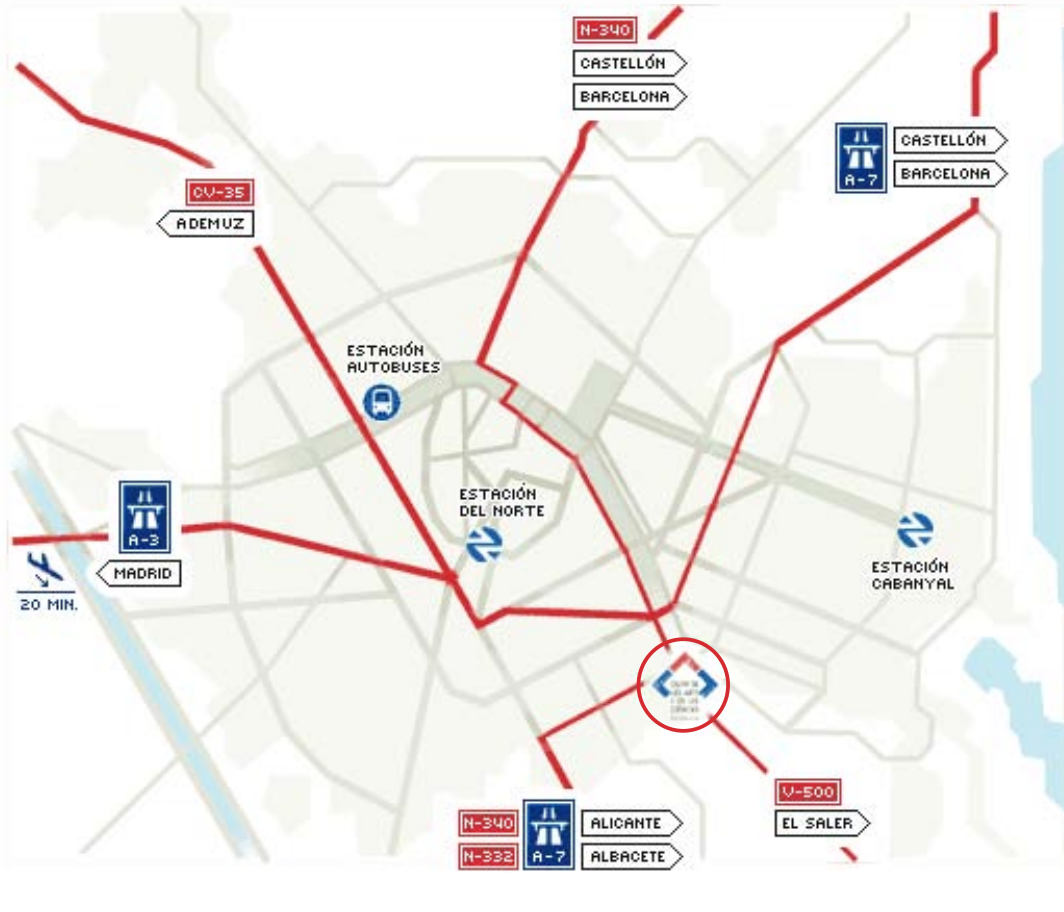 N-340
CASTELLÓN
BARCELONA
A-7
CASTELLÓN
BARCELONA
CV-35
ADEMUZ
ESTACIÓN
AUTOBUSES
ESTACIÓN
DEL NORTE
A-3
MADRID
20 MIN.
ESTACIÓN
CABANYAL
V-500
EL SALER
N-340
N-332
A-7
ALICANTE
ALBACETE